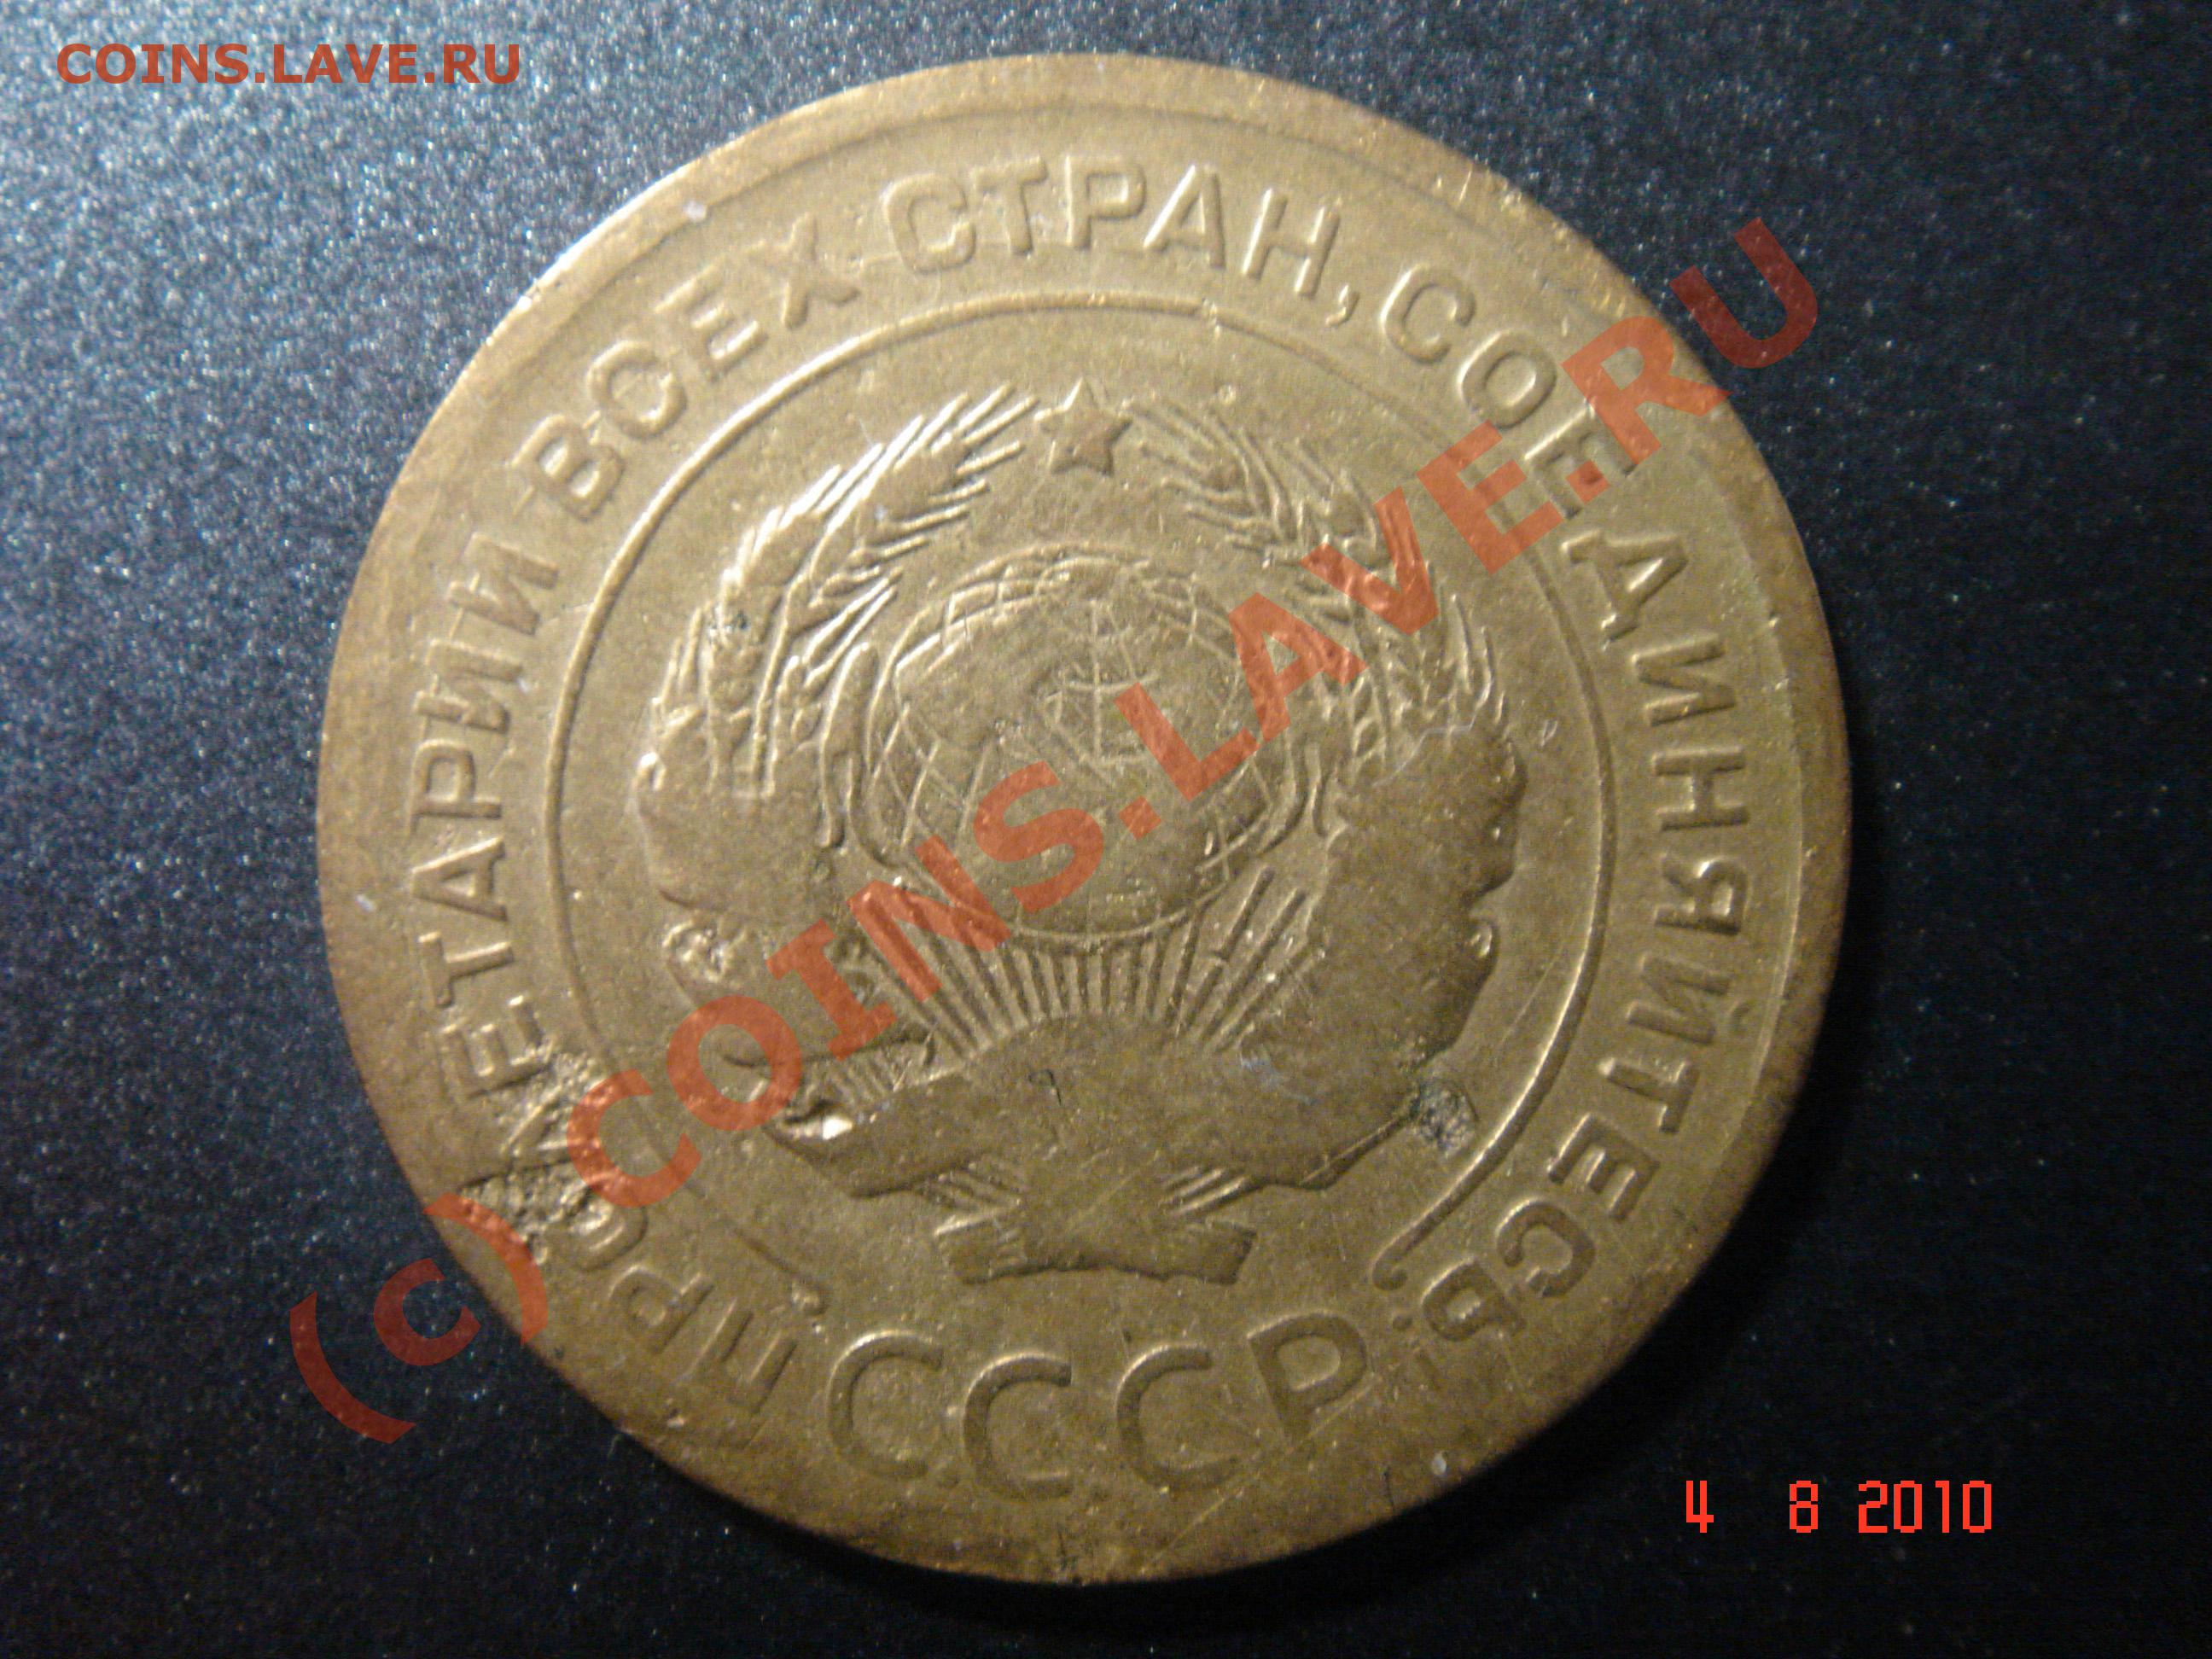 COINS.LAVE.RU
ПРОЛЕТАРИИ ВСЕХ СТРАН, СОЕДИНЯЙТЕСЬ
СССР
(c) COINS.LAVE.RU
4 8 2010